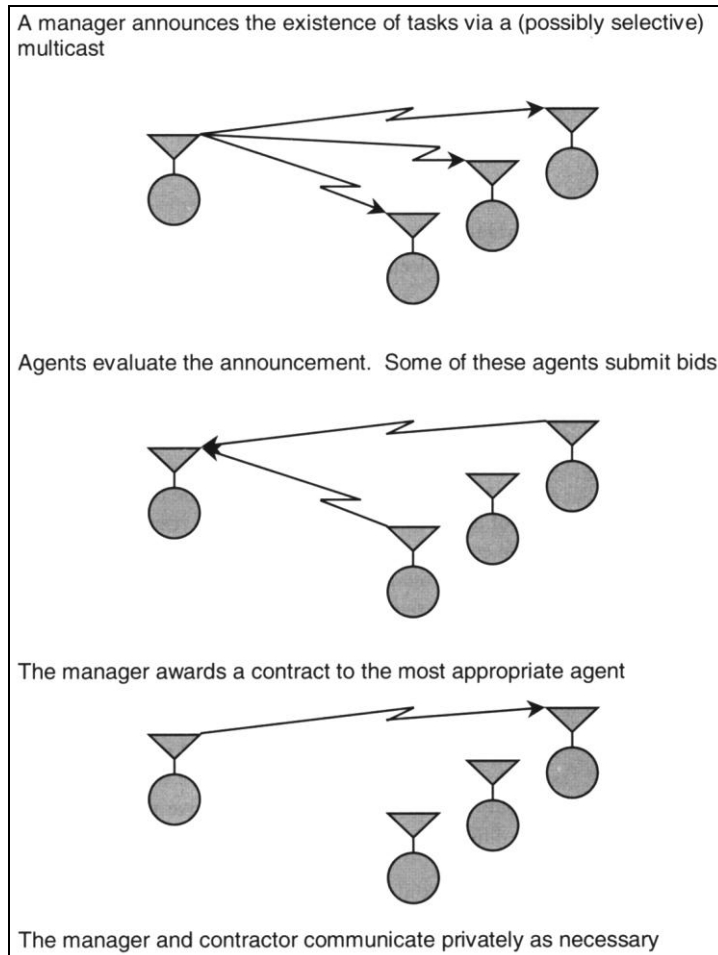 A manager announces the existence of tasks via a (possibly selective)
multicast
Agents evaluate the announcement.  Some of these agents submit bids
The manager awards a contract to the most appropriate agent
The manager and contractor communicate privately as necessary